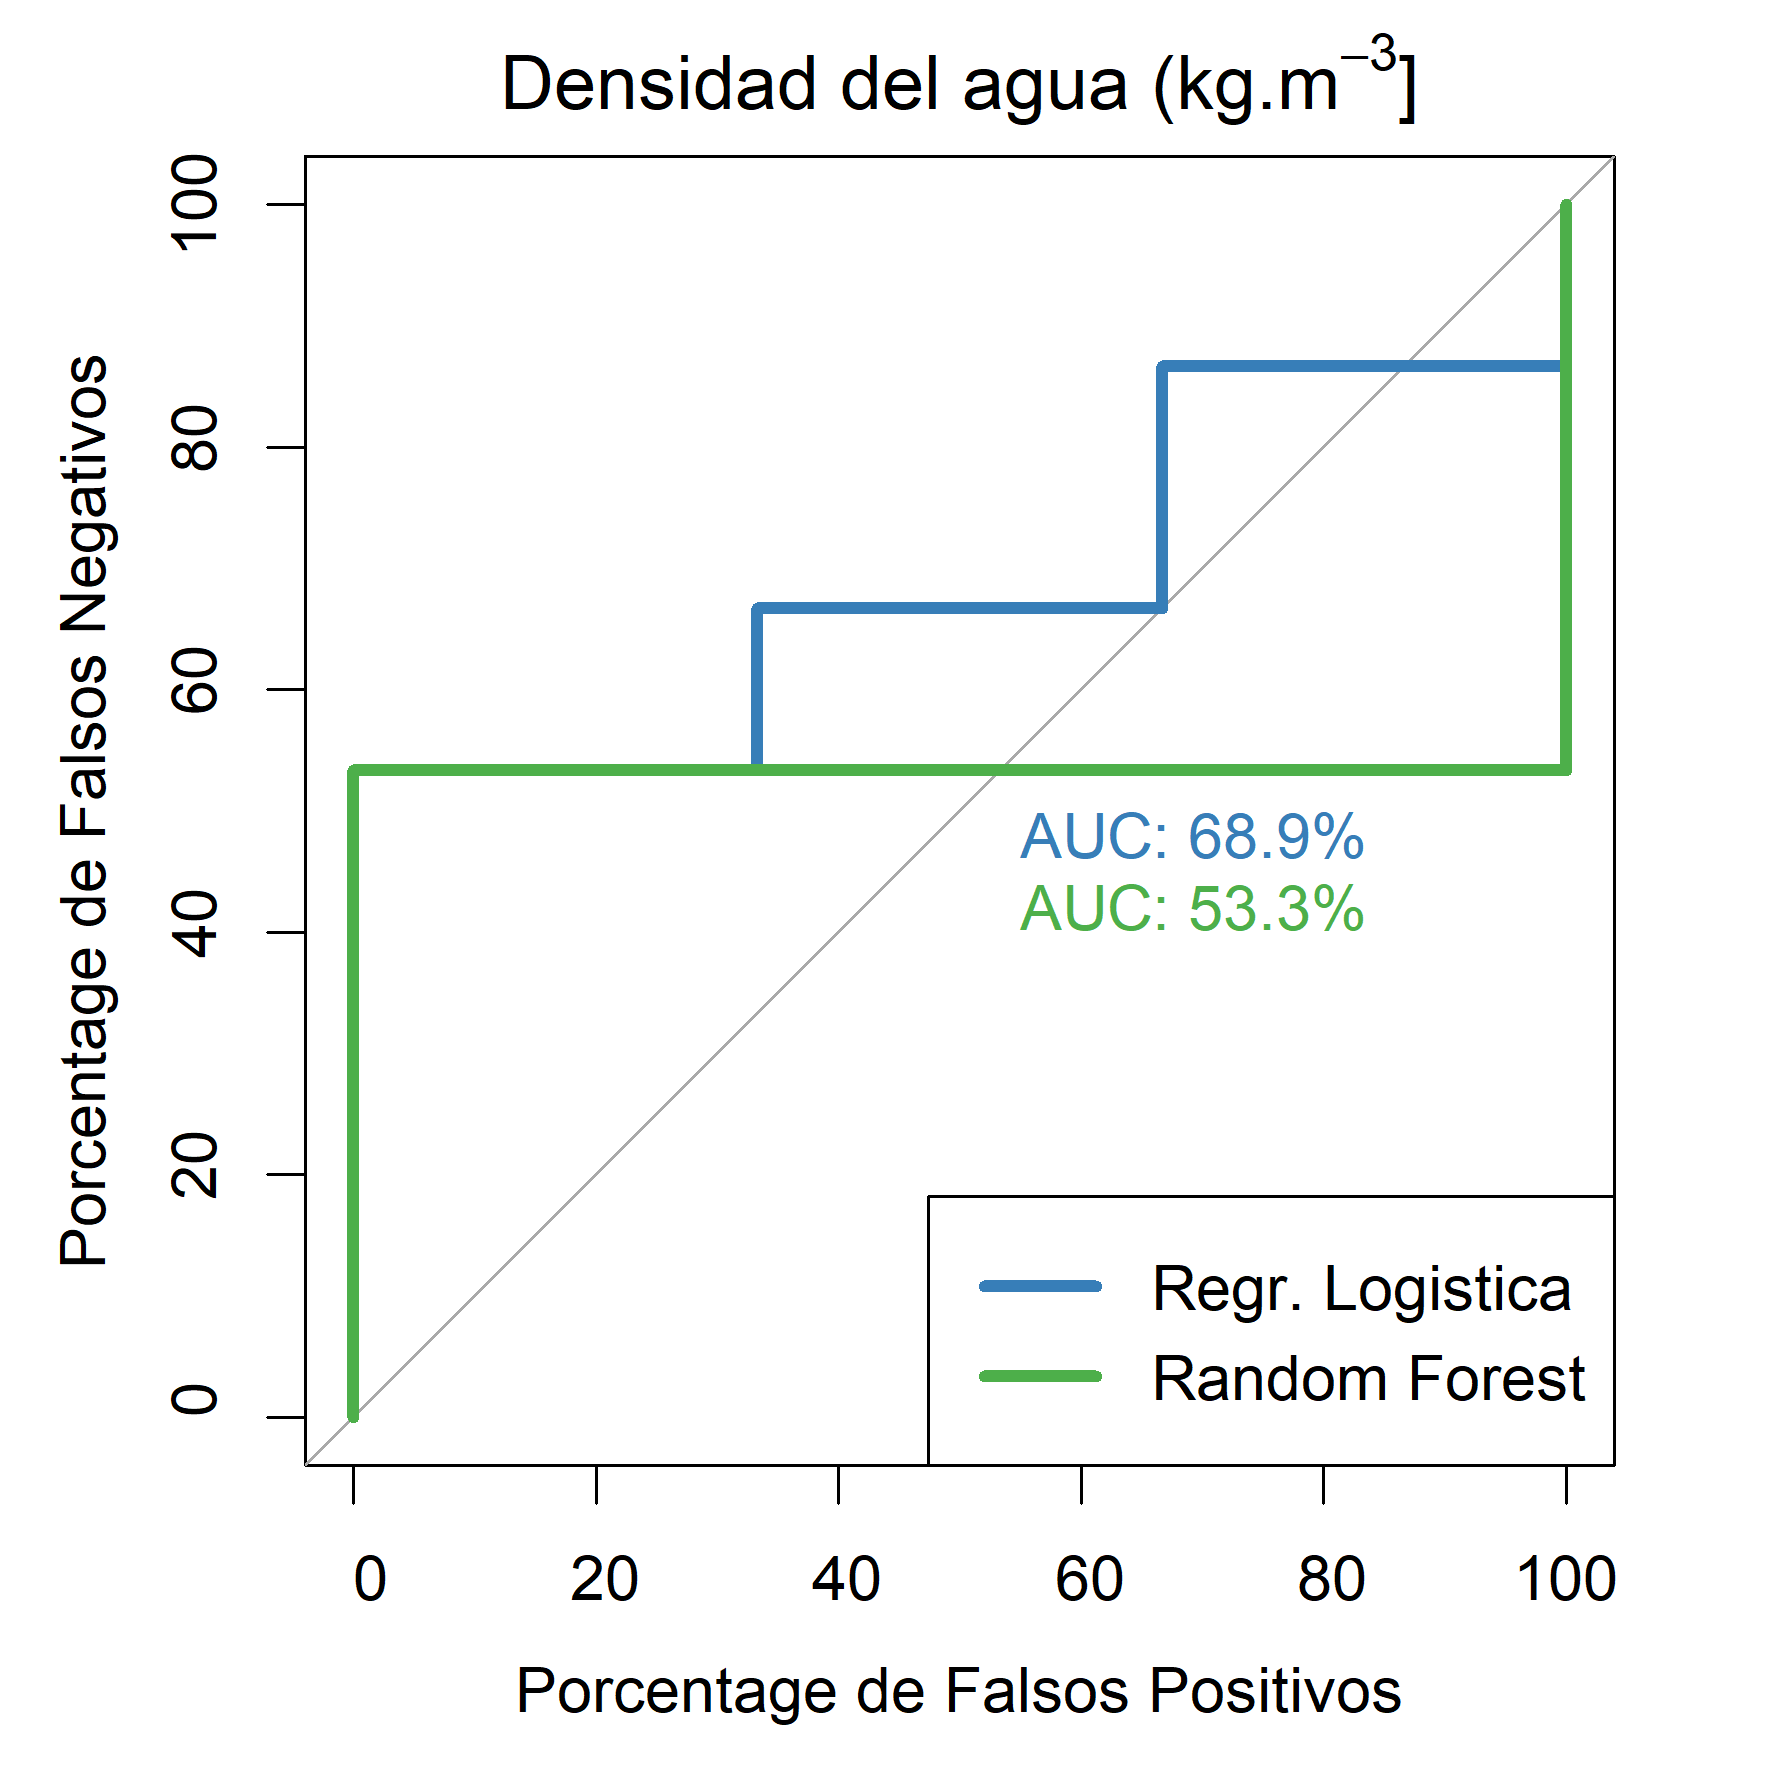 Densidad del agua (kg.m⁻³]
Porcentage de Falsos Negativos
100
80
60
40
20
0
AUC: 68.9%
AUC: 53.3%
Regr. Logistica
Random Forest
0 20 40 60 80 100
Porcentage de Falsos Positivos